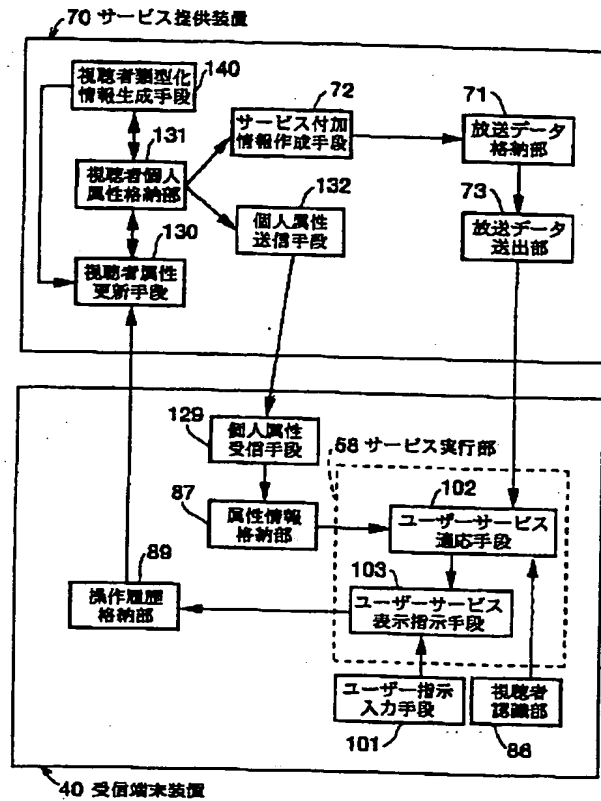 70 サービス提供装置
140
視聴者類型化
情報生成手段
72
サービス付加
情報作成手段
71
放送データ
格納部
131
視聴者個人
属性格納部
132
個人属性
送信手段
73
放送データ
送出部
130
視聴者属性
更新手段
129
個人属性
受信手段
58 サービス実行部
102
ユーザーサービス
適応手段
87
属性情報
格納部
103
ユーザーサービス
表示指示手段
89
操作履歴
格納部
ユーザー指示
入力手段
101
視聴者
認識部
86
40 受信端末装置